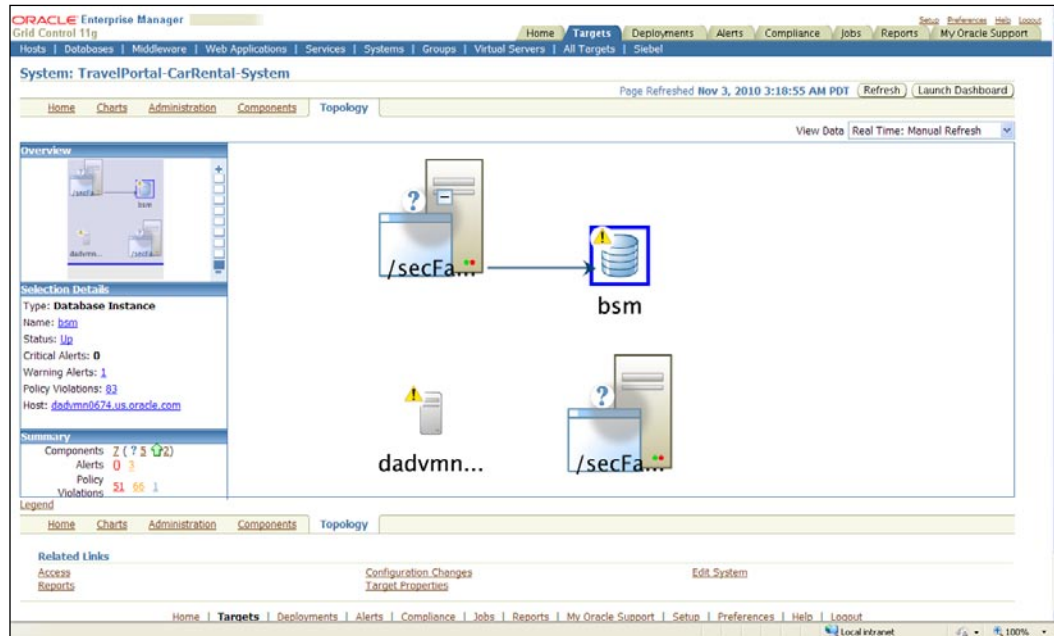 ORACLE Enterprise Manager
Grid Control 11g
Setup Preferences Help Logout
Home Targets Deployments Alerts Compliance Jobs Reports My Oracle Support
Hosts | Databases | Middleware | Web Applications | Services | Systems | Groups | Virtual Servers | All Targets | Siebel
System: TravelPortal-CarRental-System
Page Refreshed Nov 3, 2010 3:18:55 AM PDT Refresh Launch Dashboard
Home Charts Administration Components Topology
View Data Real Time: Manual Refresh
Overview
/secFa...
bsm
dadvmn...
/secFa...
/secFa...
bsm
dadvmn...
/secFa...
Selection Details
Type: Database Instance
Name: bsm
Status: Up
Critical Alerts: 0
Warning Alerts: 1
Policy Violations: 83
Host: dadvmn0674.us.oracle.com
Summary
Components 7 ( ? 5 2)
Alerts 0 3
Policy Violations 51 66 1
Legend
Home Charts Administration Components Topology
Related Links
Access Configuration Changes Edit System
Reports Target Properties
Home | Targets | Deployments | Alerts | Compliance | Jobs | Reports | My Oracle Support | Setup | Preferences | Help | Logout
Local intranet 100%